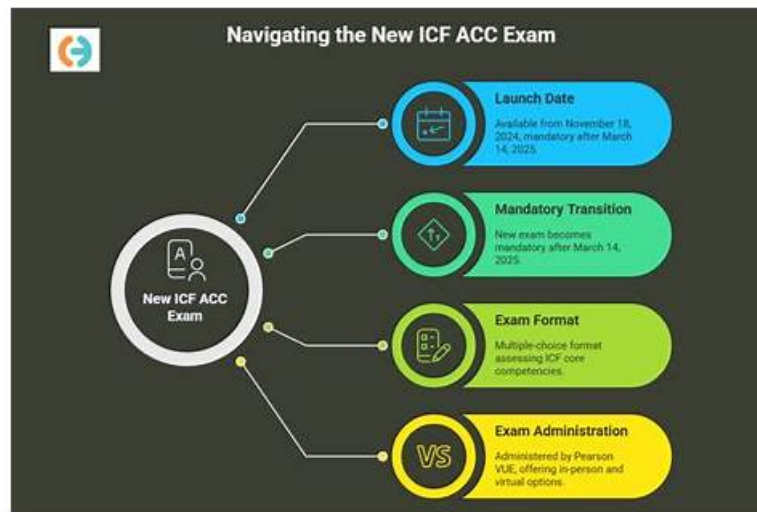 Navigating the New ICF ACC Exam
Launch Date
Available from November 18,
2024, mandatory after March
14, 2025.
Mandatory Transition
New exam becomes
mandatory after March 14,
2025.
A
New ICF ACC
Exam
Exam Format
Multiple-choice format
assessing ICF core
competencies.
VS
Exam Administration
Administered by Pearson
VUE, offering in-person and
virtual options.